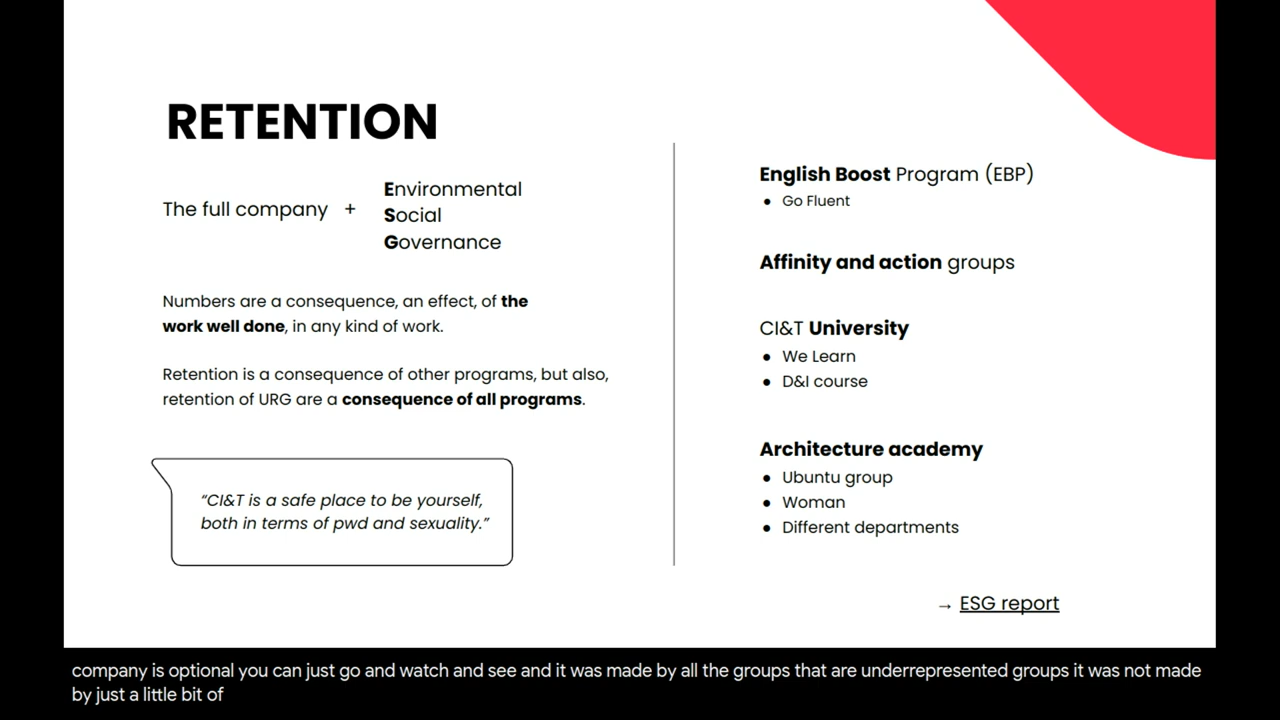 RETENTION
The full company + Environmental
Social
Governance
Numbers are a consequence, an effect, of the
work well done, in any kind of work.
Retention is a consequence of other programs, but also,
retention of URG are a consequence of all programs.
“CI&T is a safe place to be yourself,
both in terms of pwd and sexuality.”
English Boost Program (EBP)
● Go Fluent
Affinity and action groups
CI&T University
● We Learn
● D&I course
Architecture academy
● Ubuntu group
● Woman
● Different departments
→ ESG report
company is optional you can just go and watch and see and it was made by all the groups that are underrepresented groups it was not made
by just a little bit of